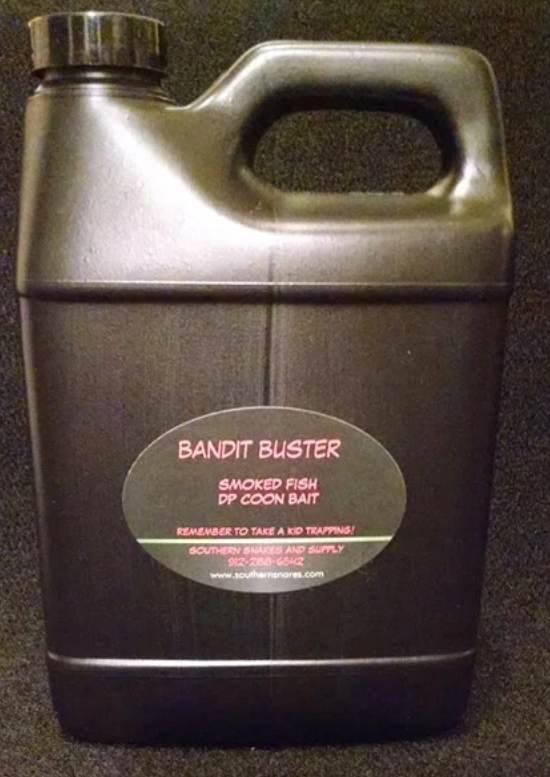 BANDIT BUSTER
SMOKED FISH
DP COON BAIT
REMEMBER TO TAKE A KID TRAPPING!
SOUTHERN SNARES AND SUPPLY
912-288-6842
www.southernsnares.com